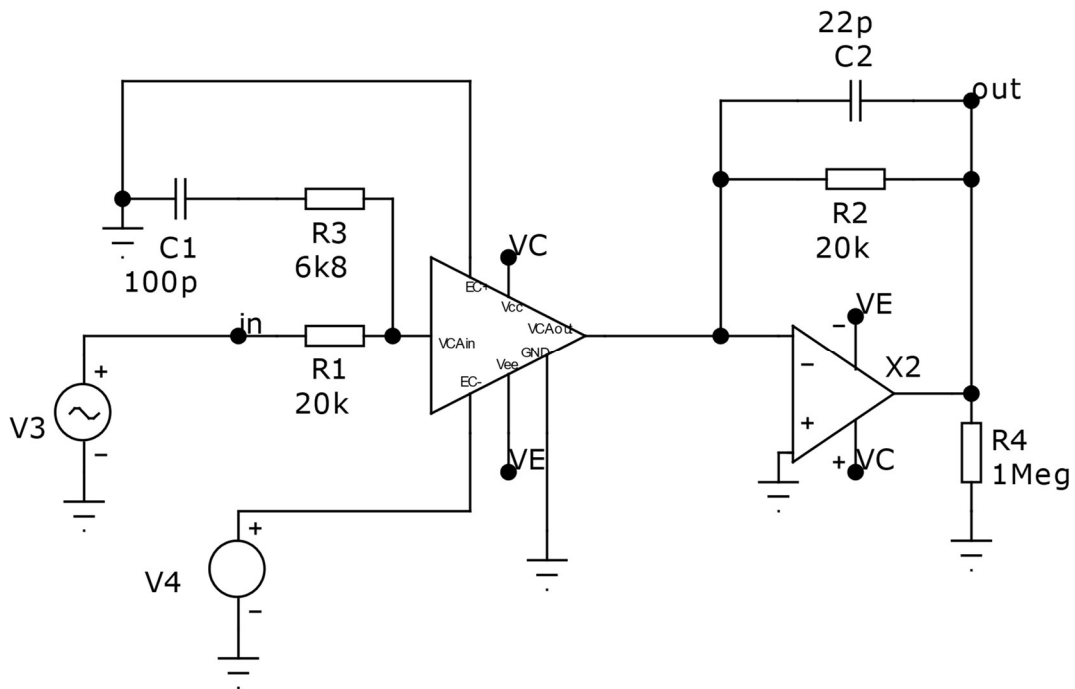 22p
C2
out
R2
20k
C1
100p
R3
6k8
EC+
VC
Vcc
VCAout
in
VCAin
GND
Vee
EC-
R1
20k
+
V3
−
VE
−
−
X2
+
+
VC
R4
1Meg
VE
+
V4
−